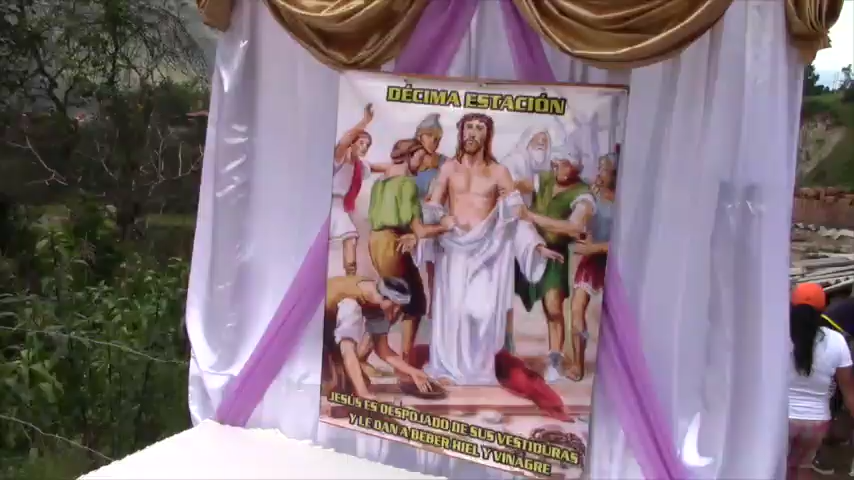 DÉCIMA ESTACIÓN
JESÚS ES DESPOJADO DE SUS VESTIDURAS
Y LE DAN A BEBER HIEL Y VINAGRE